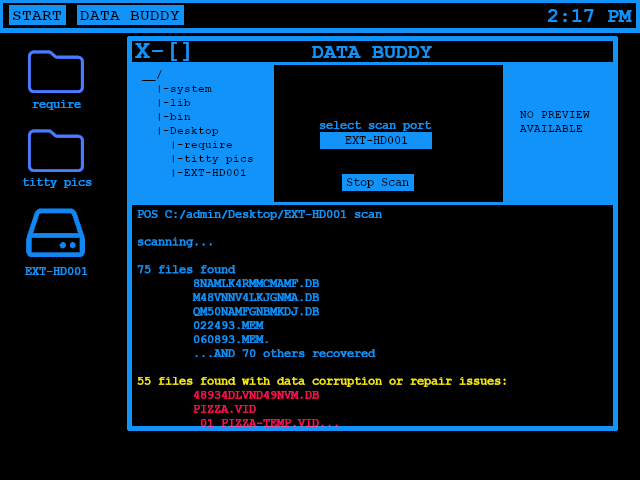 START DATA BUDDY 2:17 PM
X-[] DATA BUDDY
require
titty pics
EXT-HD001
__/
|-system
|-lib
|-bin
|-Desktop
|-require
|-titty pics
|-EXT-HD001
select scan port
EXT-HD001
Stop Scan
NO PREVIEW
AVAILABLE
POS C:/admin/Desktop/EXT-HD001 scan
scanning...
75 files found
8NAMLK4RMMCMAMF.DB
M48VNNV4LKJGNMA.DB
QM50NAMFGNBMKDJ.DB
022493.MEM
060893.MEM.
...AND 70 others recovered
55 files found with data corruption or repair issues:
48934DLVND49NVM.DB
PIZZA.VID
01 PIZZA-TEMP.VID...